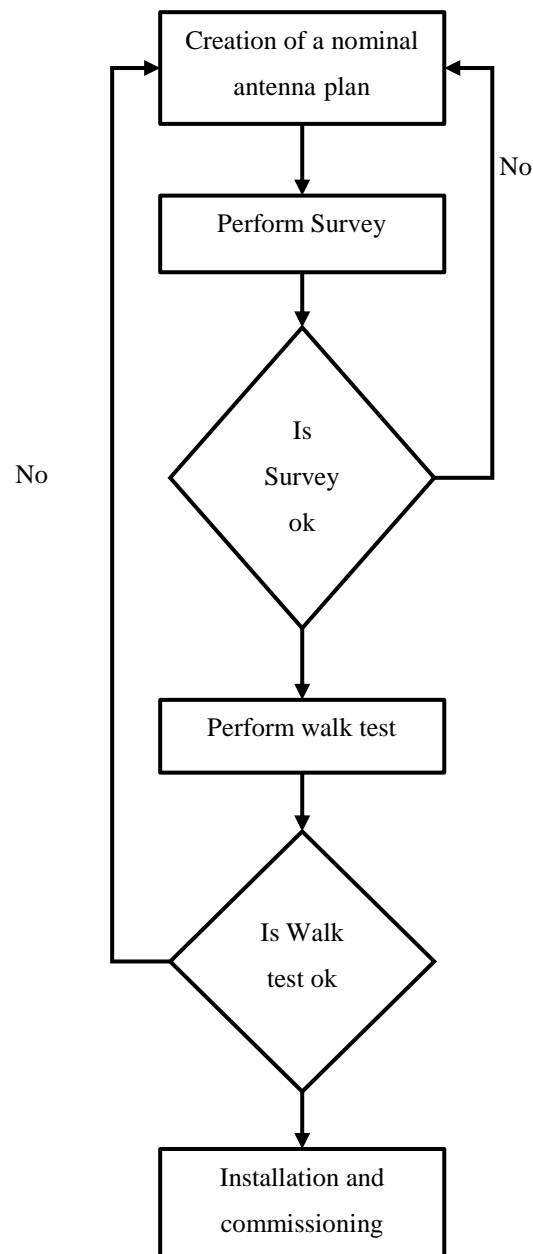 Creation of a nominal
antenna plan
No
Perform Survey
Is
Survey
ok
No
Perform walk test
Is Walk
test ok
Installation and
commissioning